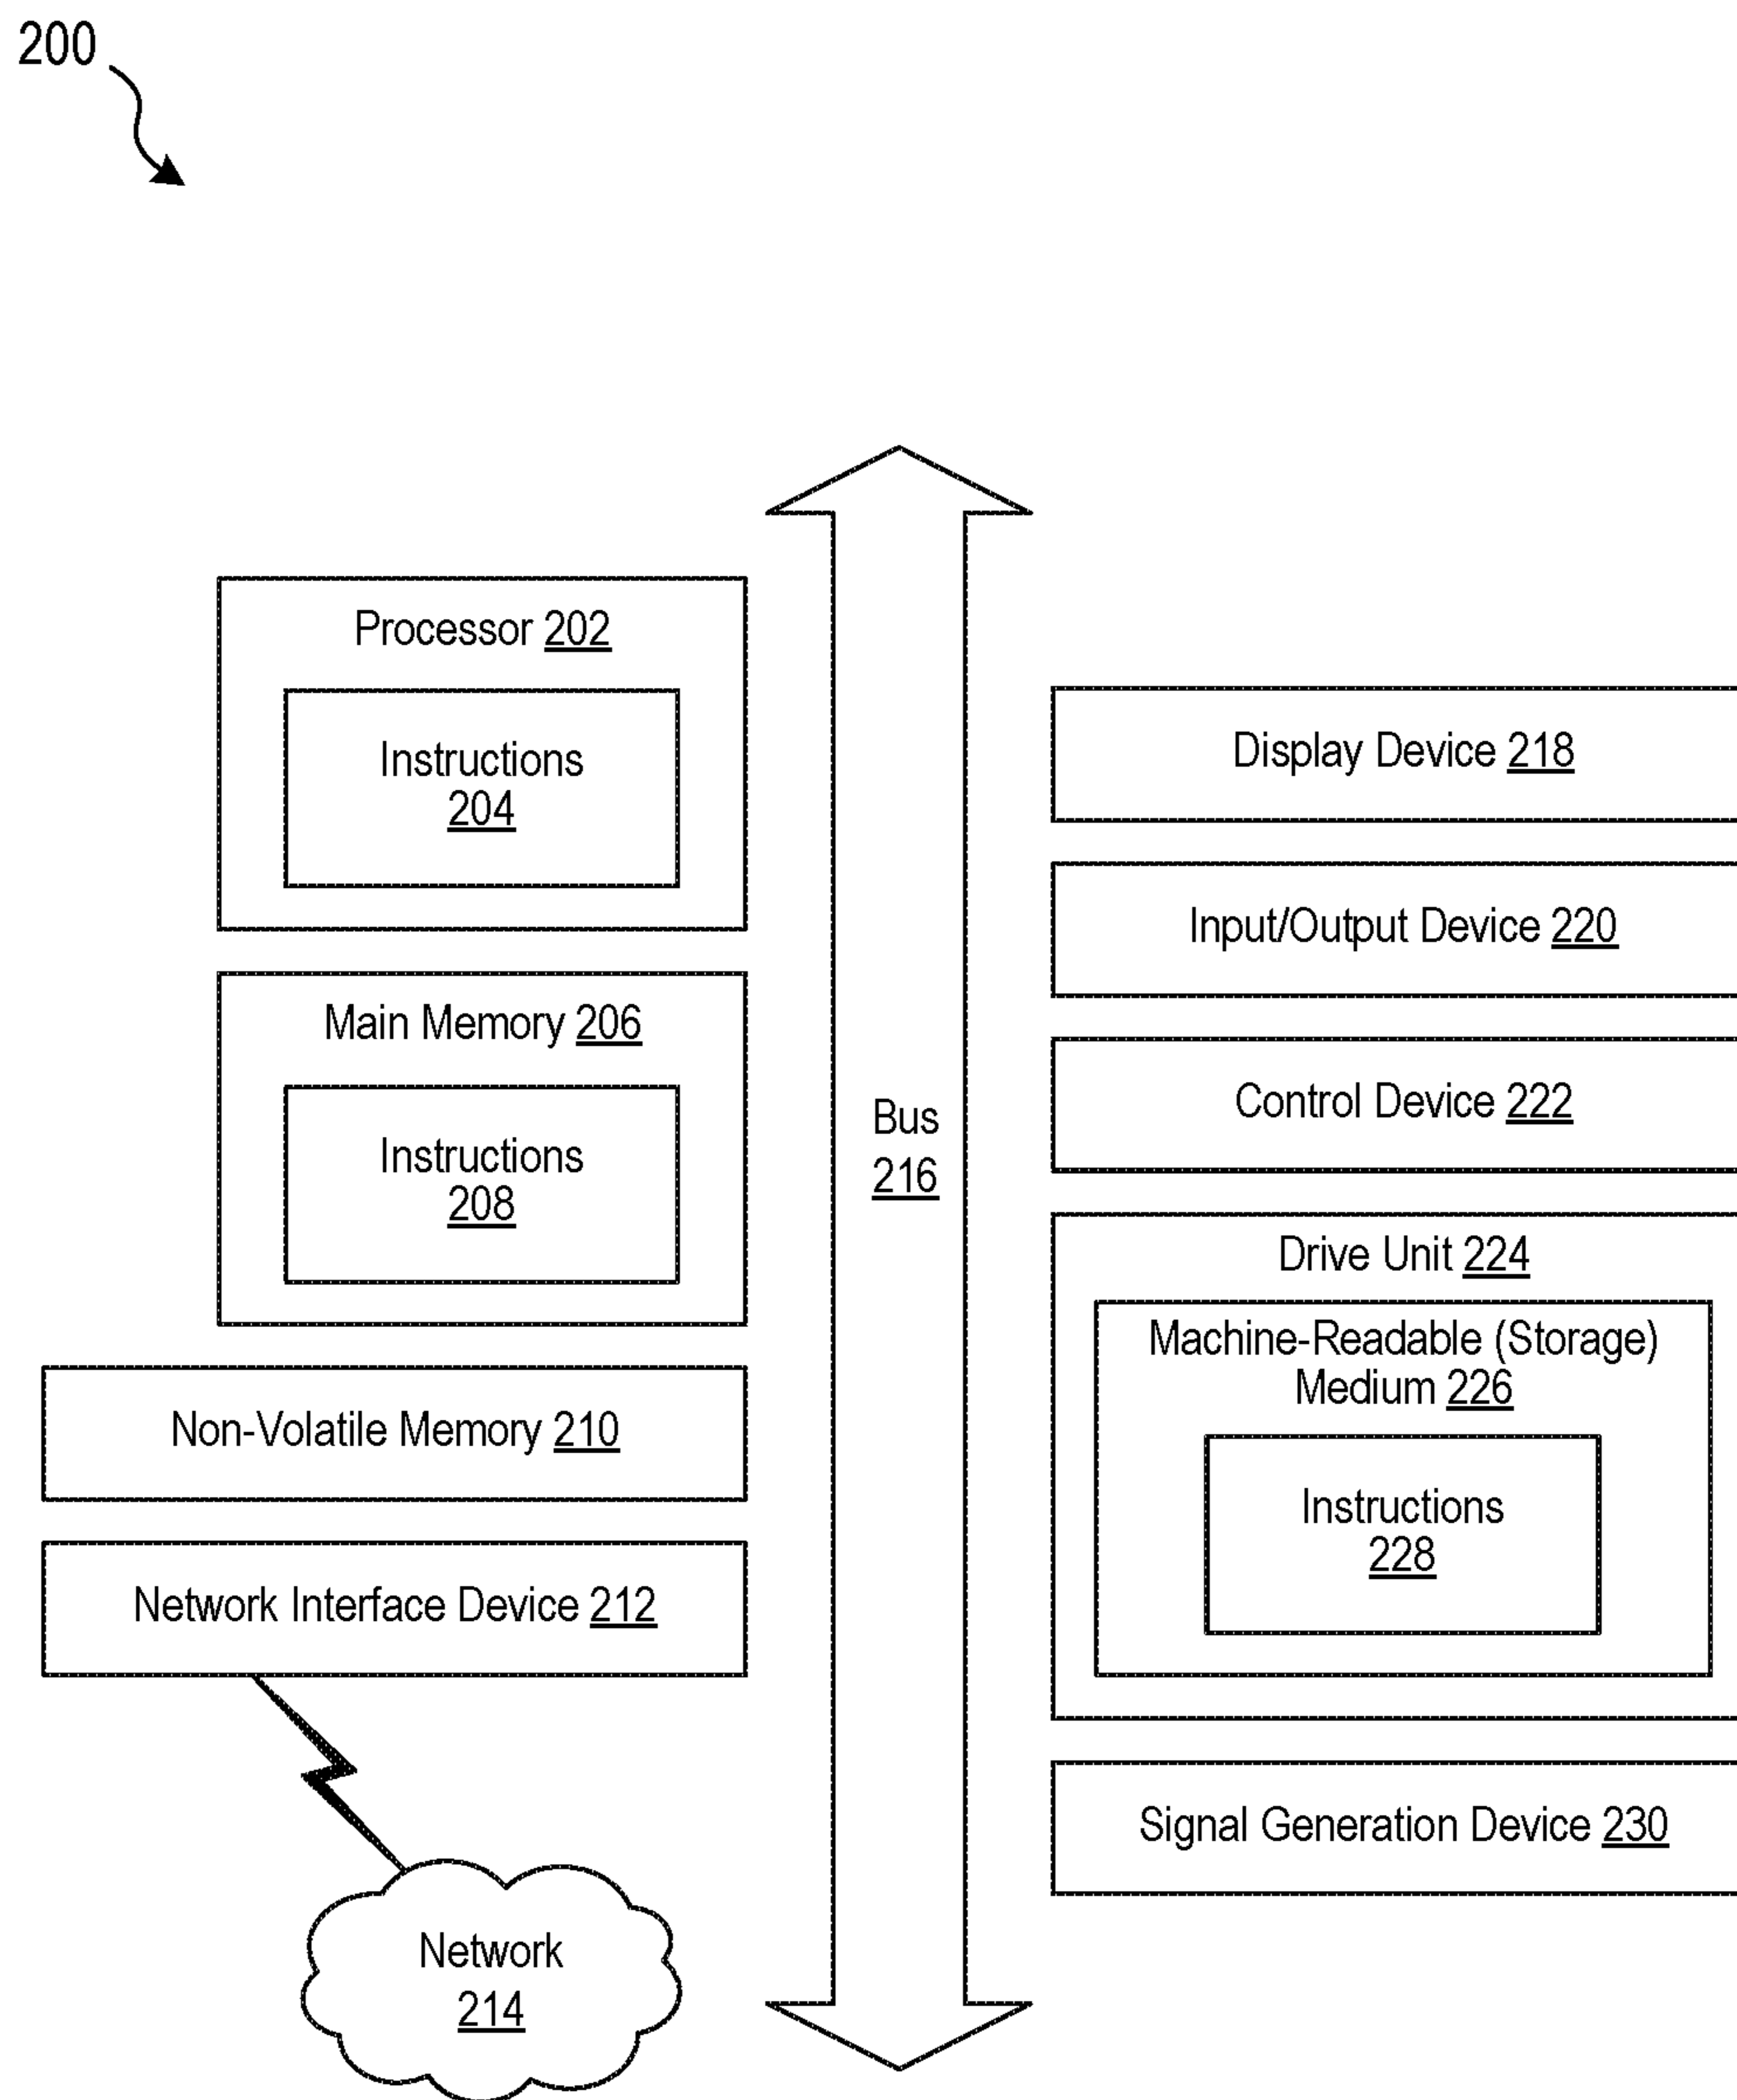 200
Processor 202
Instructions
204
Main Memory 206
Instructions
208
Non-Volatile Memory 210
Network Interface Device 212
Network
214
Bus
216
Display Device 218
Input/Output Device 220
Control Device 222
Drive Unit 224
Machine-Readable (Storage)
Medium 226
Instructions
228
Signal Generation Device 230